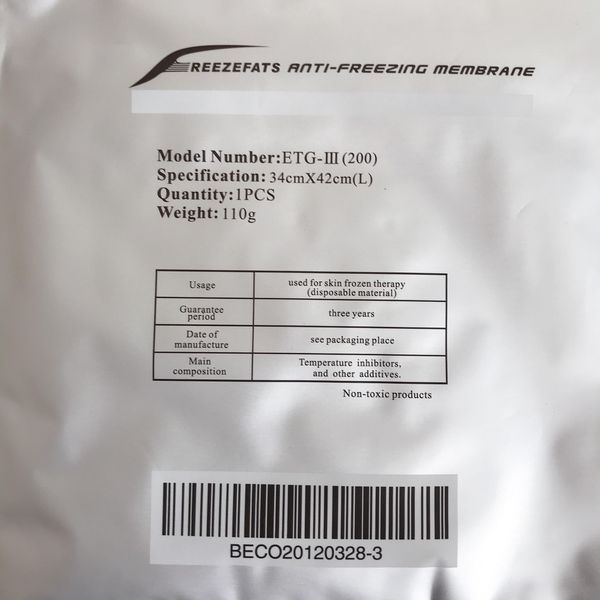 FREEZEFATS ANTI-FREEZING MEMBRANE
Model Number:ETG-III(200)
Specification: 34cmX42cm(L)
Quantity:1PCS
Weight: 110g
Usage
used for skin frozen therapy
(disposable material)
Guarantee
period
three years
Date of
manufacture
see packaging place
Main
composition
Temperature inhibitors,
and other additives.
Non-toxic products
BECO20120328-3